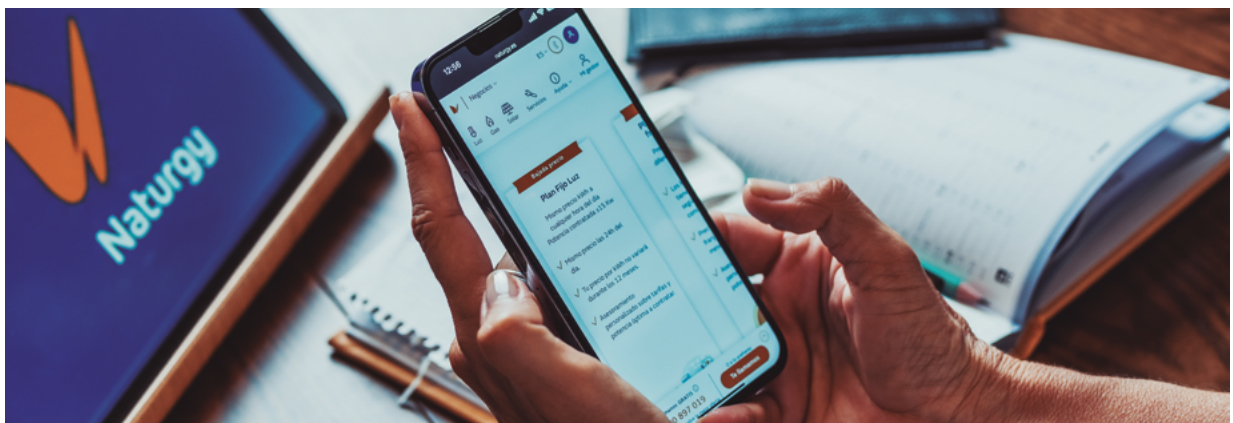 Naturgy
12:56
naturgy.es
ES
Negocios
Luz
Gas
Solar
Servicios
Ayuda
Mi gestor
Bajada precio
Plan Fijo Luz
Mismo precio kWh a
cualquier hora del día
Potencia contratada ≤15 Kw
✓ Mismo precio las 24h del
día.
✓ Tu precio por kWh no variará
durante los 12 meses.
✓ Asesoramiento
personalizado sobre tarifas y
potencia óptima a contratar
Te llamamos
897 019